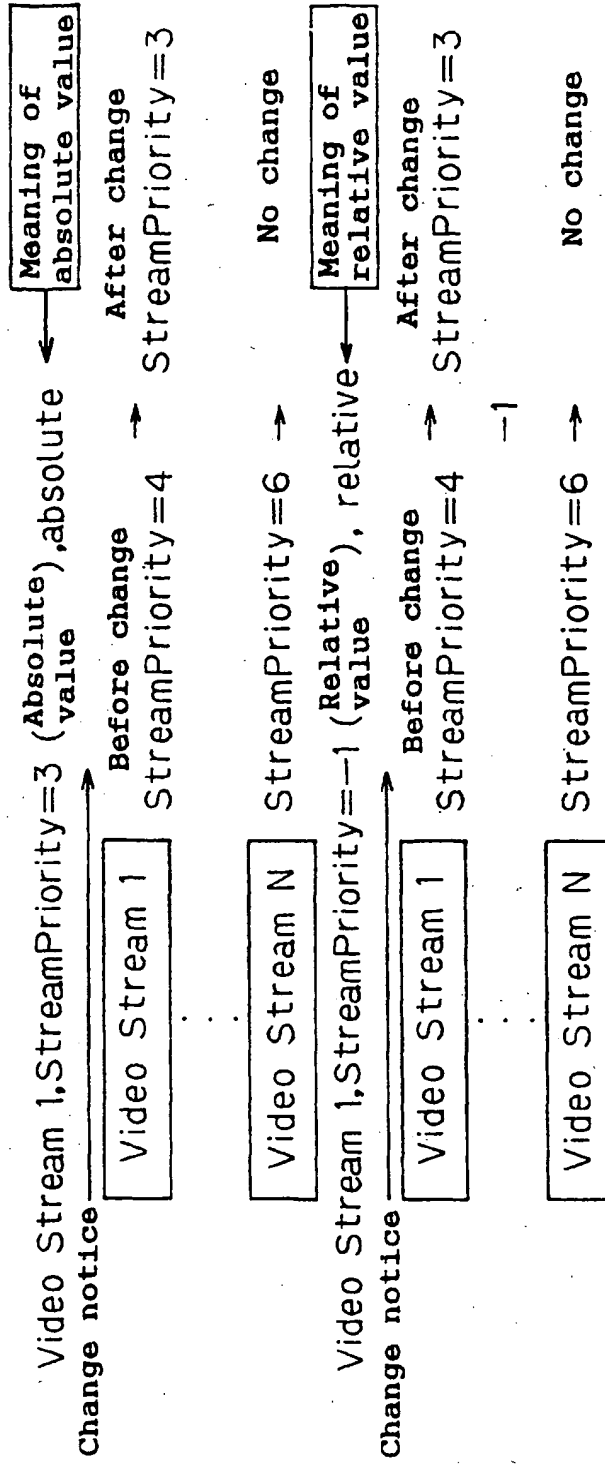 Video Stream 1,StreamPriority=3 (Absolute value),absolute
Meaning of
absolute value
Change notice
Before change
After change
Video Stream 1
StreamPriority=4 → StreamPriority=3
. . .
Video Stream N
StreamPriority=6 → No change
Video Stream 1,StreamPriority=-1 (Relative value), relative
Meaning of
relative value
Change notice
Before change
After change
Video Stream 1
StreamPriority=4 → StreamPriority=3
-1
. . .
Video Stream N
StreamPriority=6 → No change